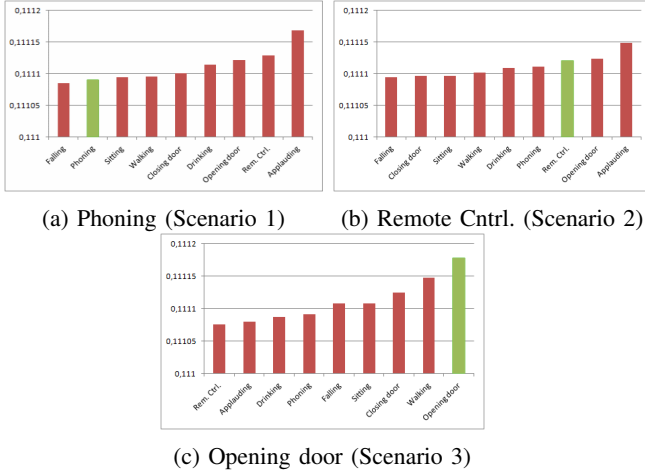 0,11112
0,11115
0,1111
0,11105
0,111
Falling
Phoning
Sitting
Walking
Closing door
Drinking
Opening door
Rem. Ctrl.
Applauding
(a) Phoning (Scenario 1)
0,11112
0,11115
0,1111
0,11105
0,111
Falling
Closing door
Sitting
Walking
Drinking
Phoning
Rem. Ctrl.
Opening door
Applauding
(b) Remote Cntrl. (Scenario 2)
0,11112
0,11115
0,1111
0,11105
0,111
Rem. Ctrl.
Applauding
Drinking
Phoning
Falling
Sitting
Closing door
Walking
Opening door
(c) Opening door (Scenario 3)